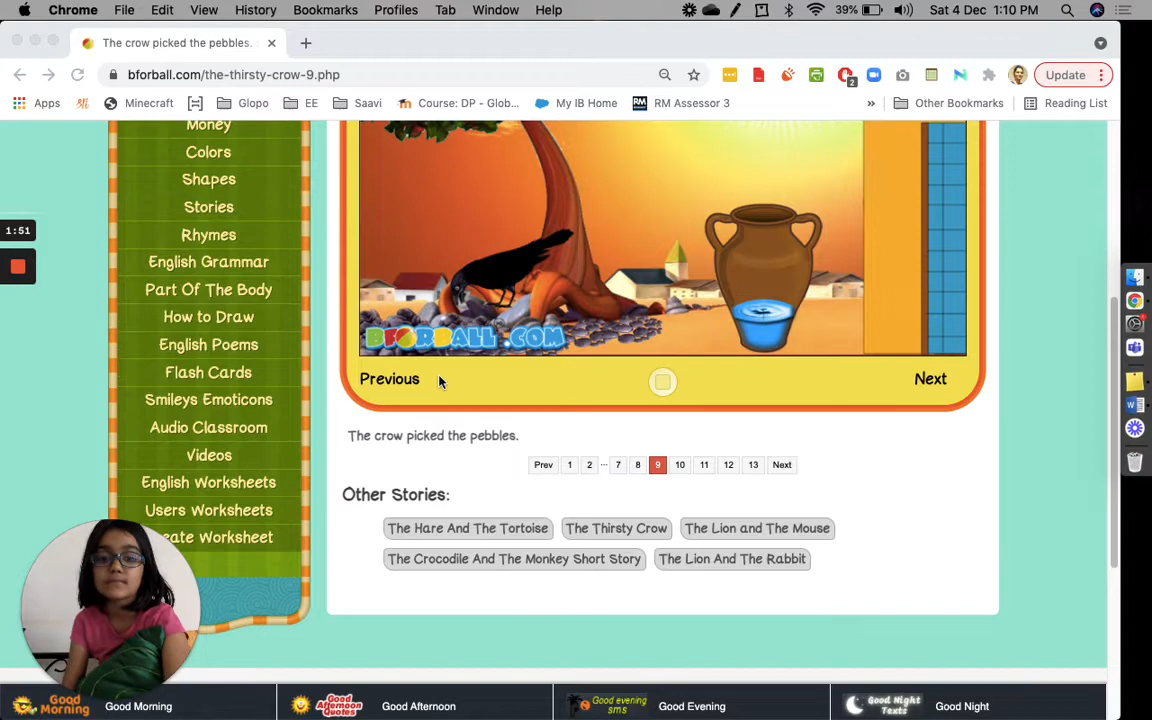 Chrome File Edit View History Bookmarks Profiles Tab Window Help 39% Sat 4 Dec 1:10 PM
The crow picked the pebbles.
bforball.com/the-thirsty-crow-9.php Update
Apps Minecraft Glopo EE Saavi Course: DP - Glob... My IB Home RM RM Assessor 3 » Other Bookmarks Reading List
Money
Colors
Shapes
Stories
Rhymes
English Grammar
Part Of The Body
How to Draw
English Poems
Flash Cards
Smileys Emoticons
Audio Classroom
Videos
English Worksheets
Users Worksheets
eate Worksheet
1:51
BFORBALL.COM
Previous Next
The crow picked the pebbles.
Prev 1 2 ... 7 8 9 10 11 12 13 Next
Other Stories:
The Hare And The Tortoise The Thirsty Crow The Lion and The Mouse
The Crocodile And The Monkey Short Story The Lion And The Rabbit
Good Morning Good Morning Good Afternoon Quotes Good Afternoon Good evening sms Good Evening Good Night Texts Good Night